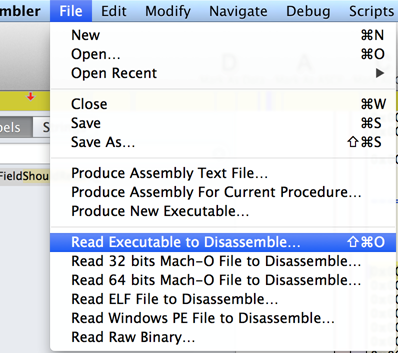 mbler File Edit Modify Navigate Debug Scripts
New ⌘N
Open... ⌘O
Open Recent ▶
Close ⌘W
Save ⌘S
Save As... ⇧⌘S
Produce Assembly Text File...
Produce Assembly For Current Procedure...
Produce New Executable...
Read Executable to Disassemble... ⇧⌘O
Read 32 bits Mach-O File to Disassemble...
Read 64 bits Mach-O File to Disassemble...
Read ELF File to Disassemble...
Read Windows PE File to Disassemble...
Read Raw Binary...
D A
bels S
FieldShou